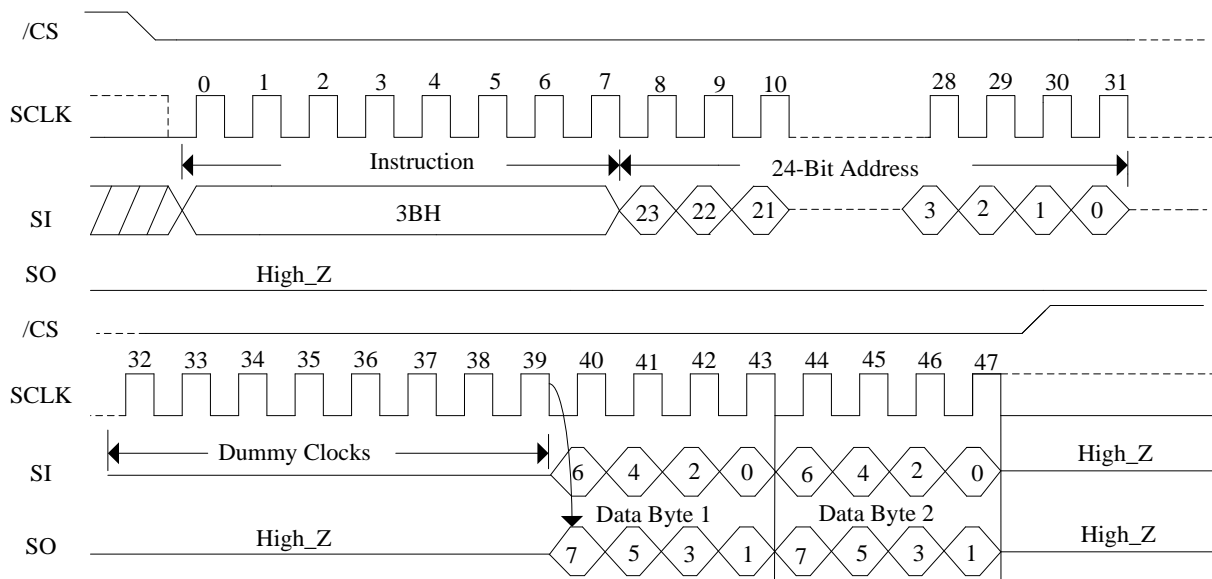 /CS
0 1 2 3 4 5 6 7 8 9 10 28 29 30 31
SCLK
Instruction 24-Bit Address
SI 3BH 23 22 21 3 2 1 0
SO High_Z
/CS
32 33 34 35 36 37 38 39 40 41 42 43 44 45 46 47
SCLK
Dummy Clocks
SI 6 4 2 0 6 4 2 0 High_Z
Data Byte 1 Data Byte 2
SO High_Z 7 5 3 1 7 5 3 1 High_Z